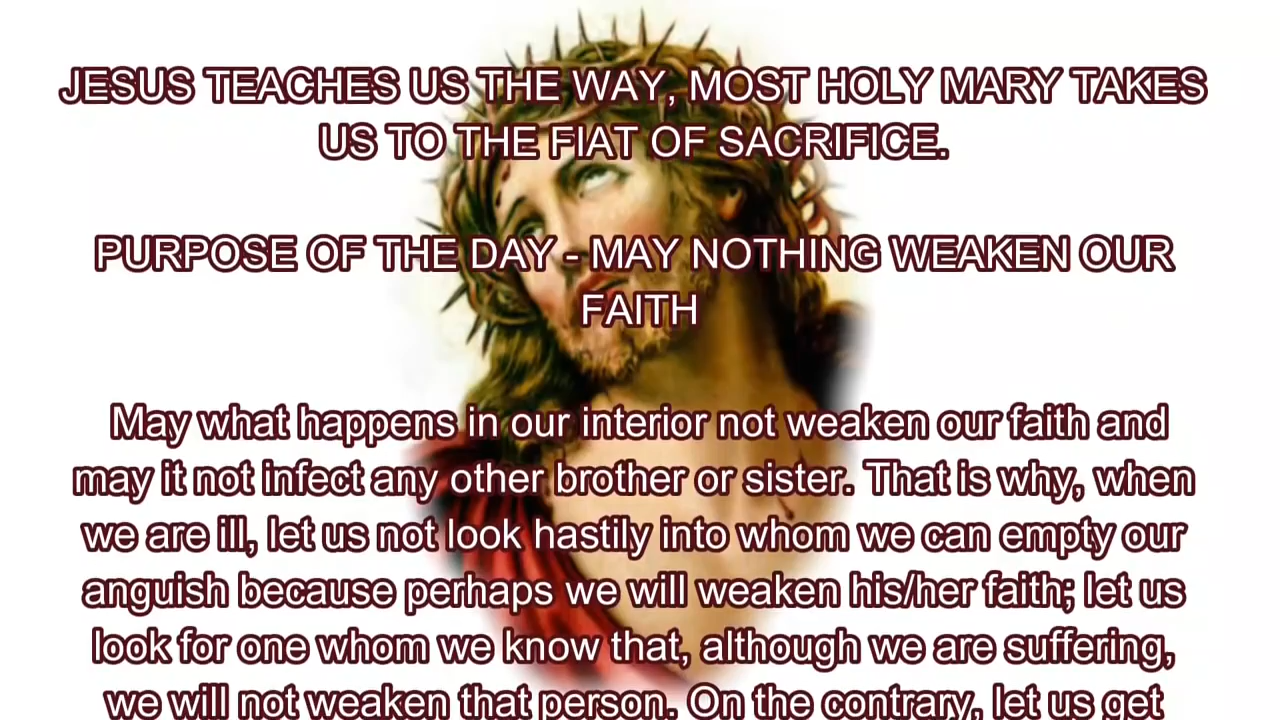 JESUS TEACHES US THE WAY, MOST HOLY MARY TAKES
US TO THE FIAT OF SACRIFICE.
PURPOSE OF THE DAY - MAY NOTHING WEAKEN OUR
FAITH
May what happens in our interior not weaken our faith and
may it not infect any other brother or sister. That is why, when
we are ill, let us not look hastily into whom we can empty our
anguish because perhaps we will weaken his/her faith; let us
look for one whom we know that, although we are suffering,
we will not weaken that person. On the contrary, let us get